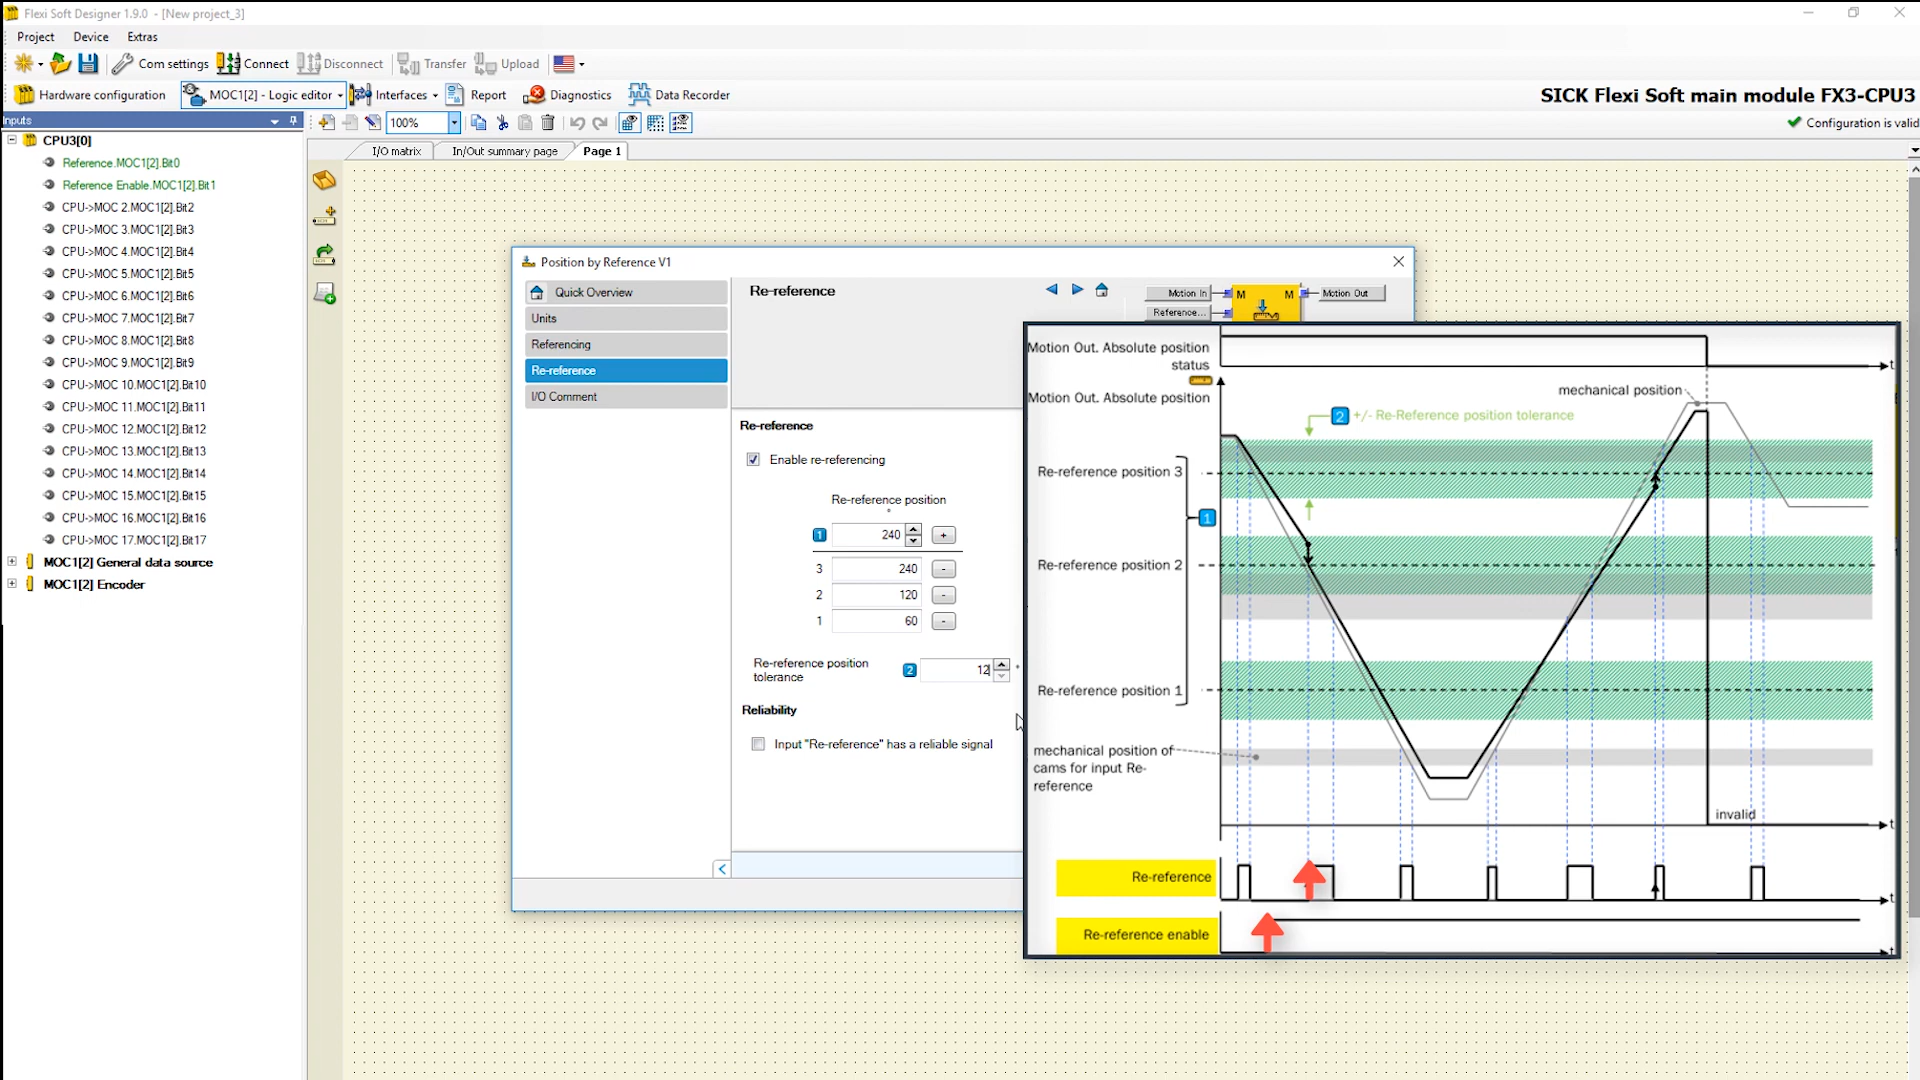 Flexi Soft Designer 1.9.0 - [New project_3]
Project Device Extras
Com settings Connect Disconnect Transfer Upload
Hardware configuration MOC1[2] - Logic editor Interfaces Report Diagnostics Data Recorder
SICK Flexi Soft main module FX3-CPU3
Inputs
100%
Configuration is valid
I/O matrix In/Out summary page Page 1
CPU3[0]
Reference.MOC1[2].Bit0
Reference Enable.MOC1[2].Bit1
CPU->MOC 2.MOC1[2].Bit2
CPU->MOC 3.MOC1[2].Bit3
CPU->MOC 4.MOC1[2].Bit4
CPU->MOC 5.MOC1[2].Bit5
CPU->MOC 6.MOC1[2].Bit6
CPU->MOC 7.MOC1[2].Bit7
CPU->MOC 8.MOC1[2].Bit8
CPU->MOC 9.MOC1[2].Bit9
CPU->MOC 10.MOC1[2].Bit10
CPU->MOC 11.MOC1[2].Bit11
CPU->MOC 12.MOC1[2].Bit12
CPU->MOC 13.MOC1[2].Bit13
CPU->MOC 14.MOC1[2].Bit14
CPU->MOC 15.MOC1[2].Bit15
CPU->MOC 16.MOC1[2].Bit16
CPU->MOC 17.MOC1[2].Bit17
MOC1[2] General data source
MOC1[2] Encoder
Position by Reference V1
Quick Overview
Units
Referencing
Re-reference
I/O Comment
Re-reference
Motion In M M Motion Out
Reference...
Re-reference
Enable re-referencing
Re-reference position
°
1 240 +
3 240 -
2 120 -
1 60 -
Re-reference position tolerance 2 12 °
Reliability
Input "Re-reference" has a reliable signal
Motion Out. Absolute position status
t
Motion Out. Absolute position
mechanical position
2 +/- Re-Reference position tolerance
Re-reference position 3
1
Re-reference position 2
Re-reference position 1
mechanical position of
cams for input Re-
reference
invalid
t
Re-reference
t
Re-reference enable
t